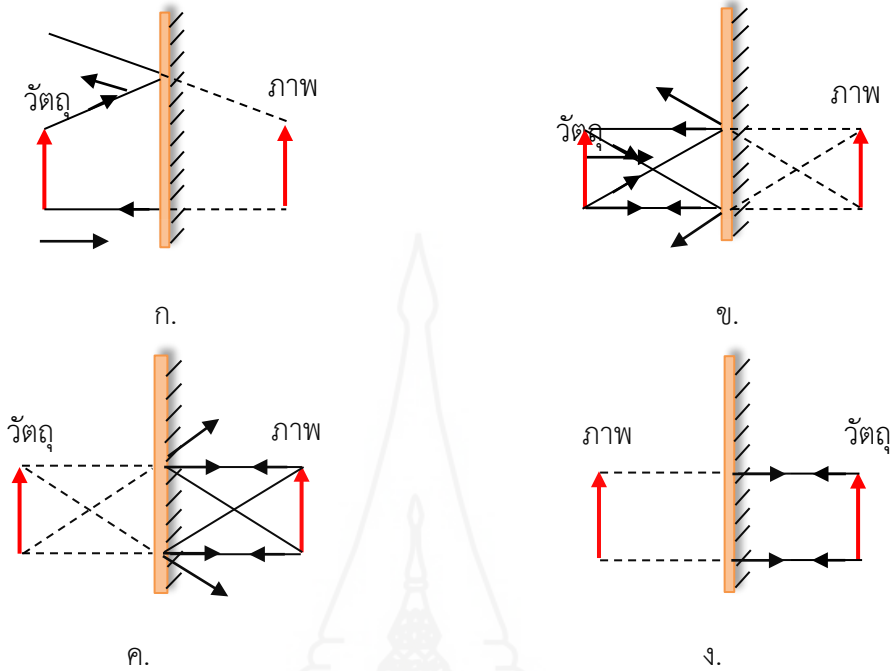 วัตถุ
ภาพ
วัตถุ
ภาพ
ก.
ข.
วัตถุ
ภาพ
ภาพ
วัตถุ
ค.
ง.